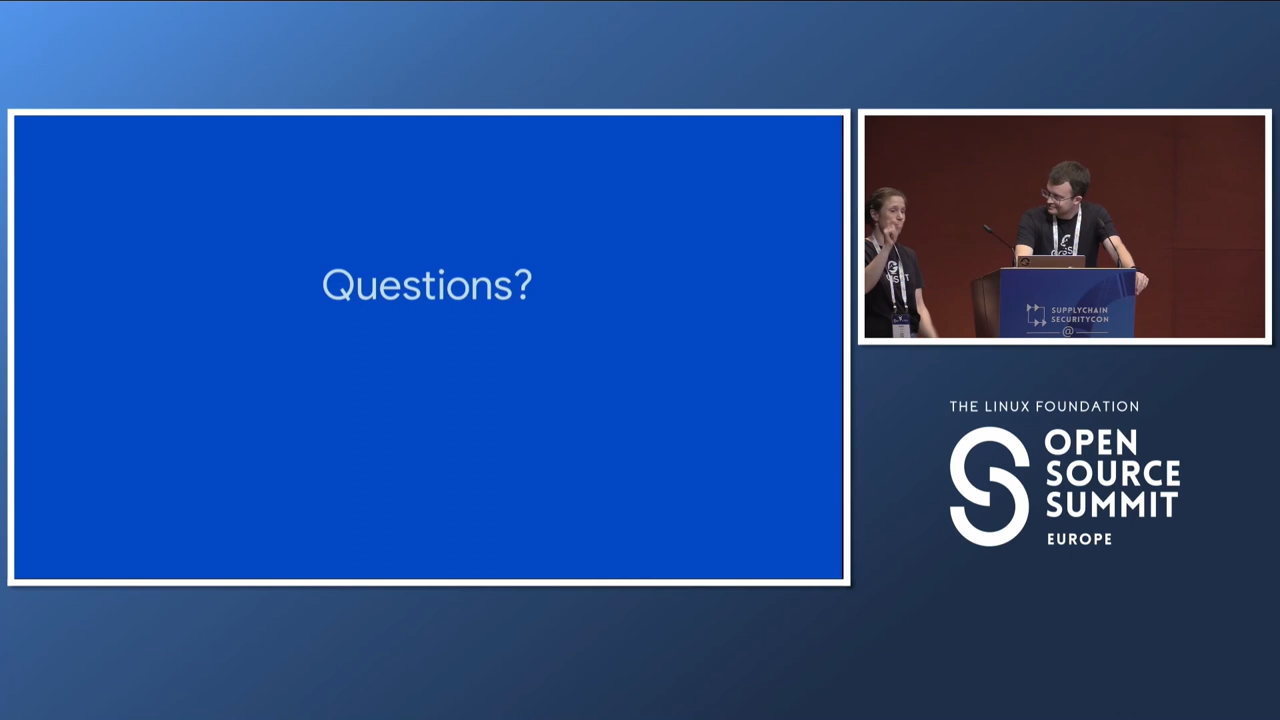 Questions?
SUPPLYCHAIN
SECURITYCON
@
THE LINUX FOUNDATION
OPEN
SOURCE
SUMMIT
EUROPE